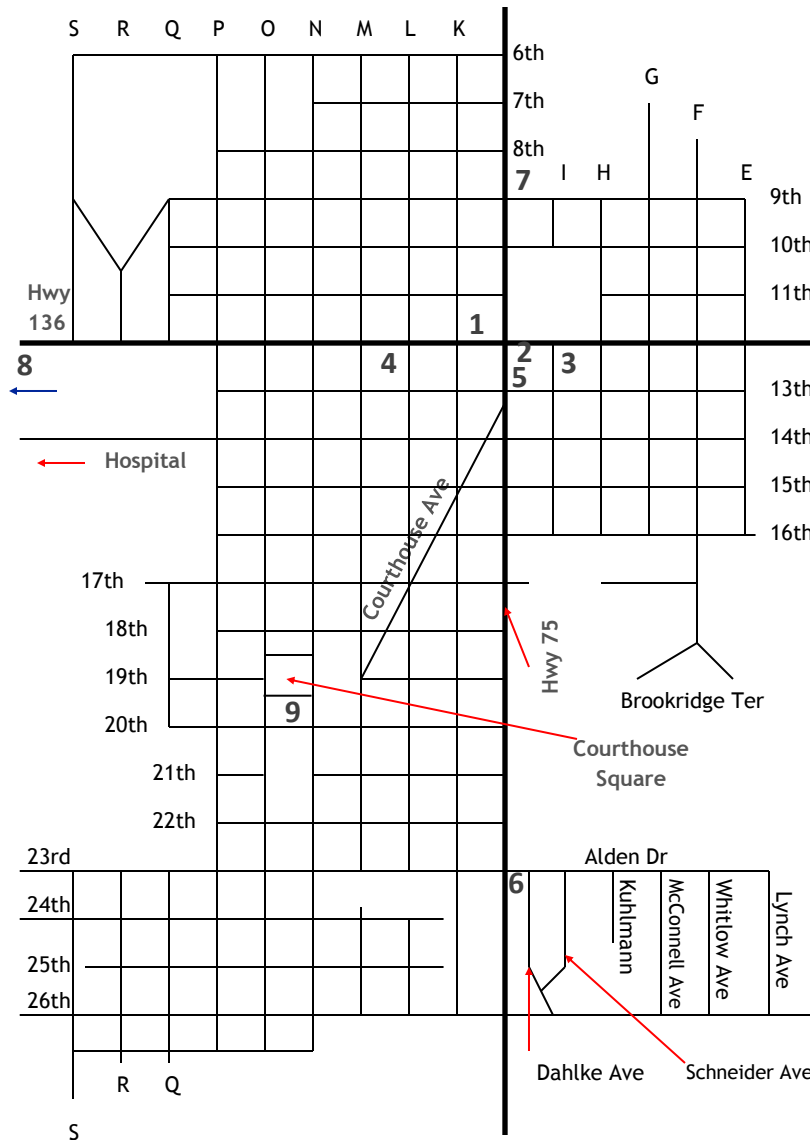 S R Q P O N M L K
6th
G
7th
F
8th
7 I H E
9th
10th
Hwy
136
11th
1
8 4 2 3
5
13th
14th
Hospital
15th
Courthouse Ave
16th
17th
18th
Hwy 75
19th
Brookridge Ter
9
20th
Courthouse
Square
21th
22th
23rd
Alden Dr
6
Kuhlmann
McConnell Ave
Whitlow Ave
Lynch Ave
24th
25th
26th
R Q
Dahlke Ave
Schneider Ave
S